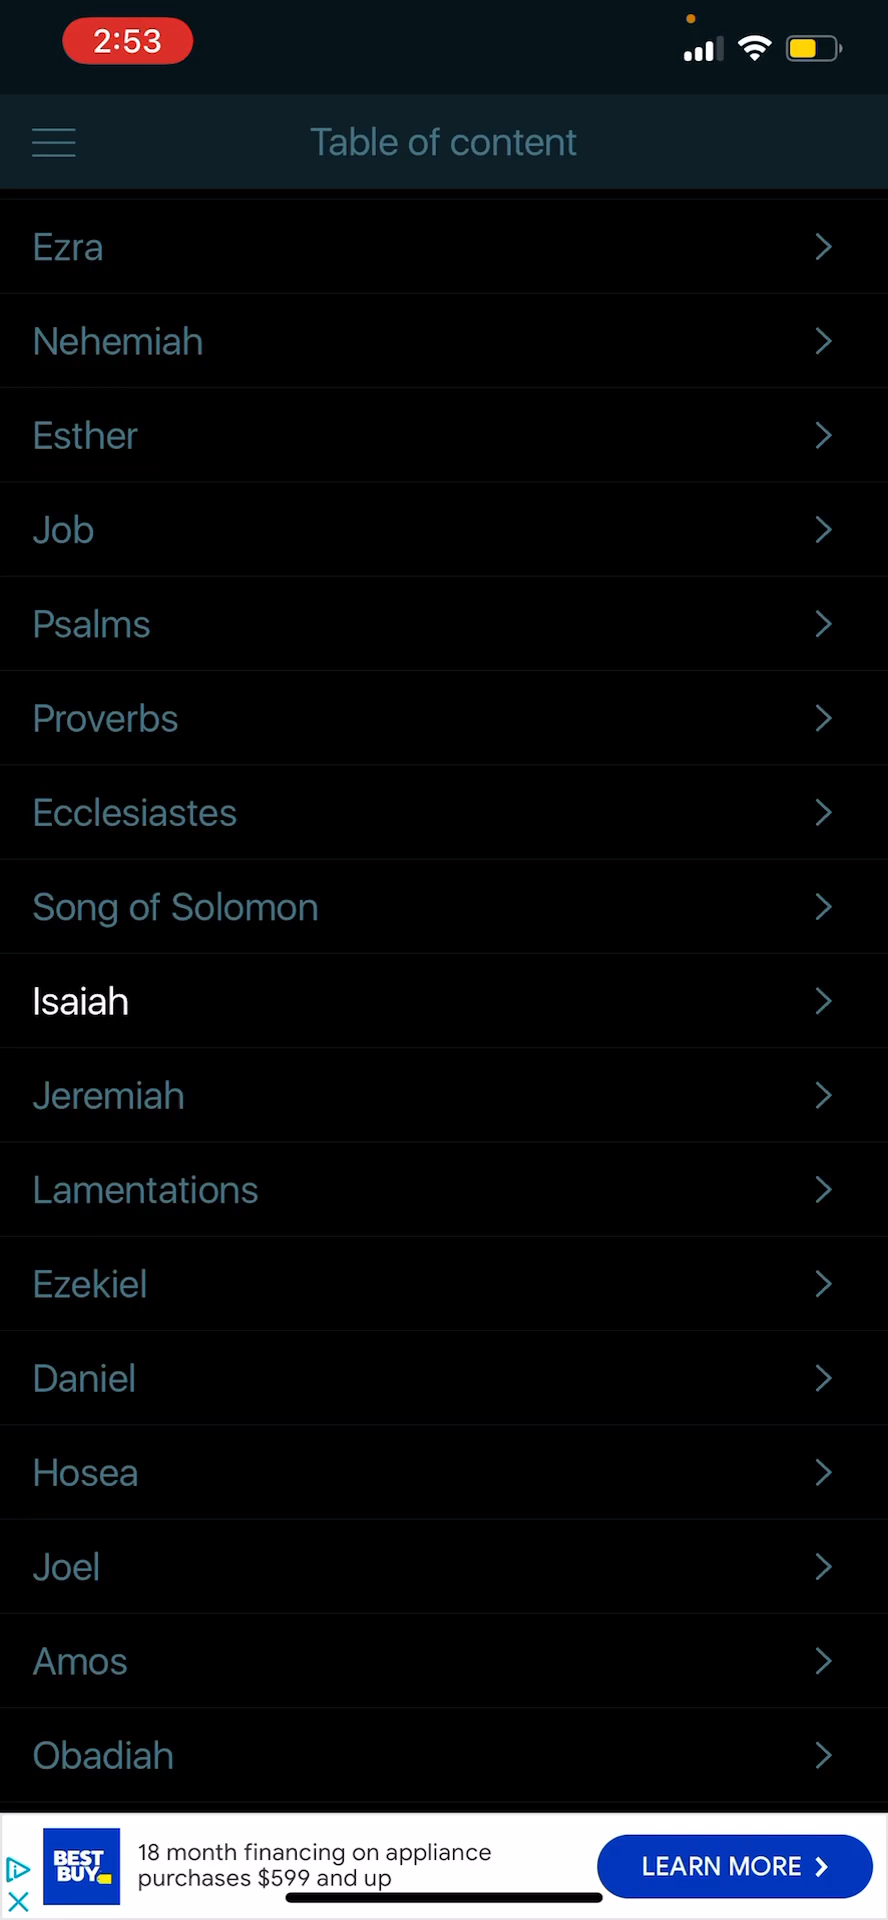 2:53
Table of content
Ezra
Nehemiah
Esther
Job
Psalms
Proverbs
Ecclesiastes
Song of Solomon
Isaiah
Jeremiah
Lamentations
Ezekiel
Daniel
Hosea
Joel
Amos
Obadiah
BEST
BUY
18 month financing on appliance
purchases $599 and up
LEARN MORE